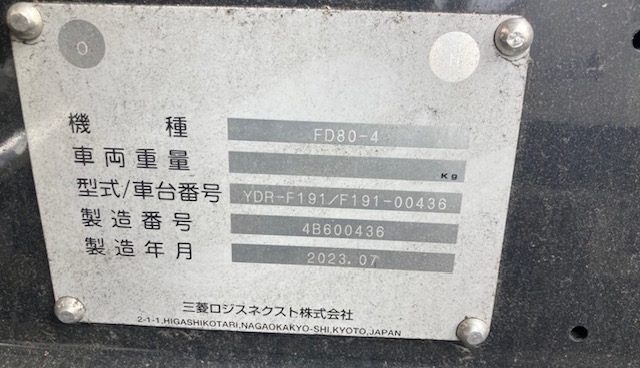 O
機種 FD80-4
車両重量 Kg
型式/車台番号 YDR-F191/F191-00436
製造番号 4B600436
製造年月 2023.07
三菱ロジスネクスト株式会社
2-1-1,HIGASHIKOTARI,NAGAOKAKYO-SHI,KYOTO,JAPAN